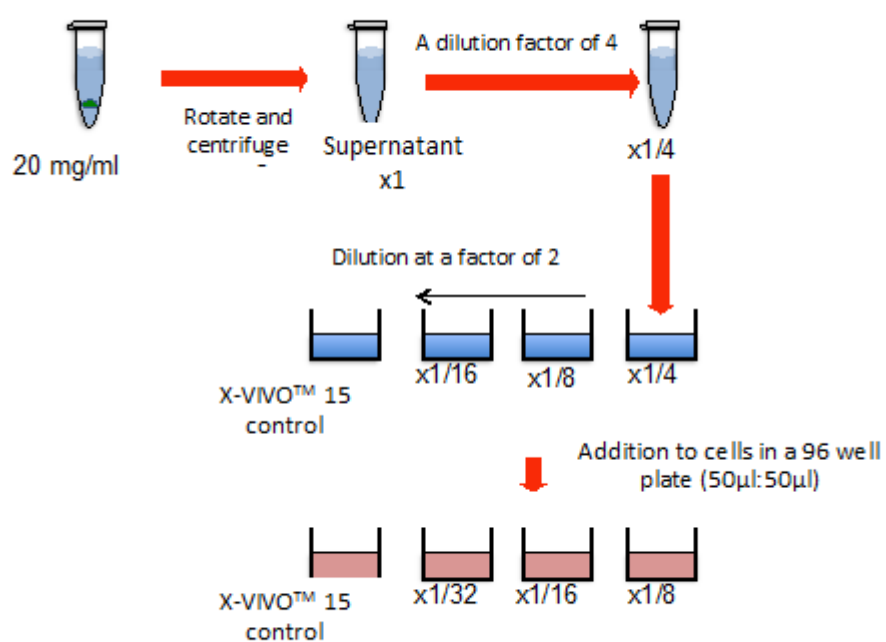 A dilution factor of 4
Rotate and
centrifuge
20 mg/ml
Supernatant
x1
x1/4
Dilution at a factor of 2
X-VIVO™ 15
control
x1/16
x1/8
x1/4
Addition to cells in a 96 well
plate (50µl:50µl)
X-VIVO™ 15
control
x1/32
x1/16
x1/8